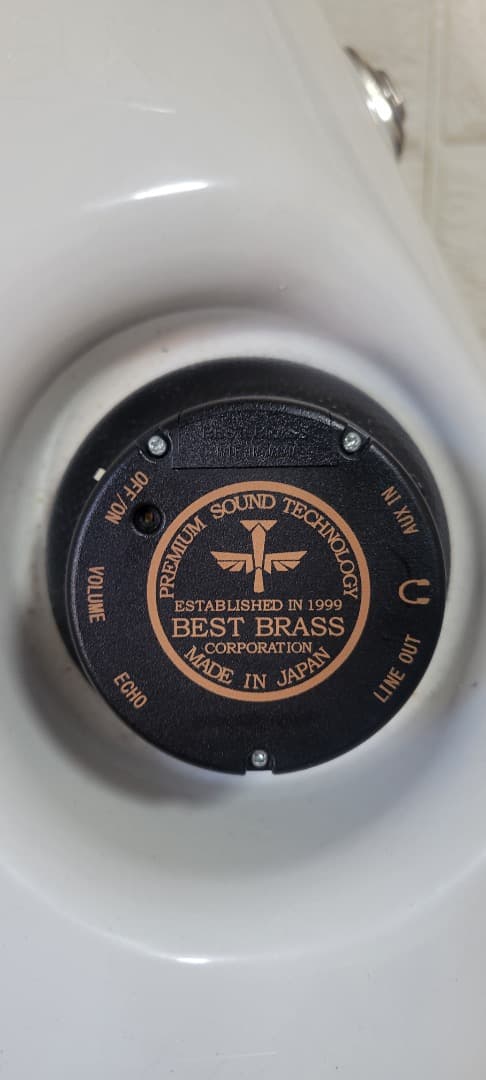 OFF/ON
VOLUME
ECHO
PREMIUM SOUND TECHNOLOGY
ESTABLISHED IN 1999
BEST BRASS
CORPORATION
MADE IN JAPAN
AUX IN
LINE OUT